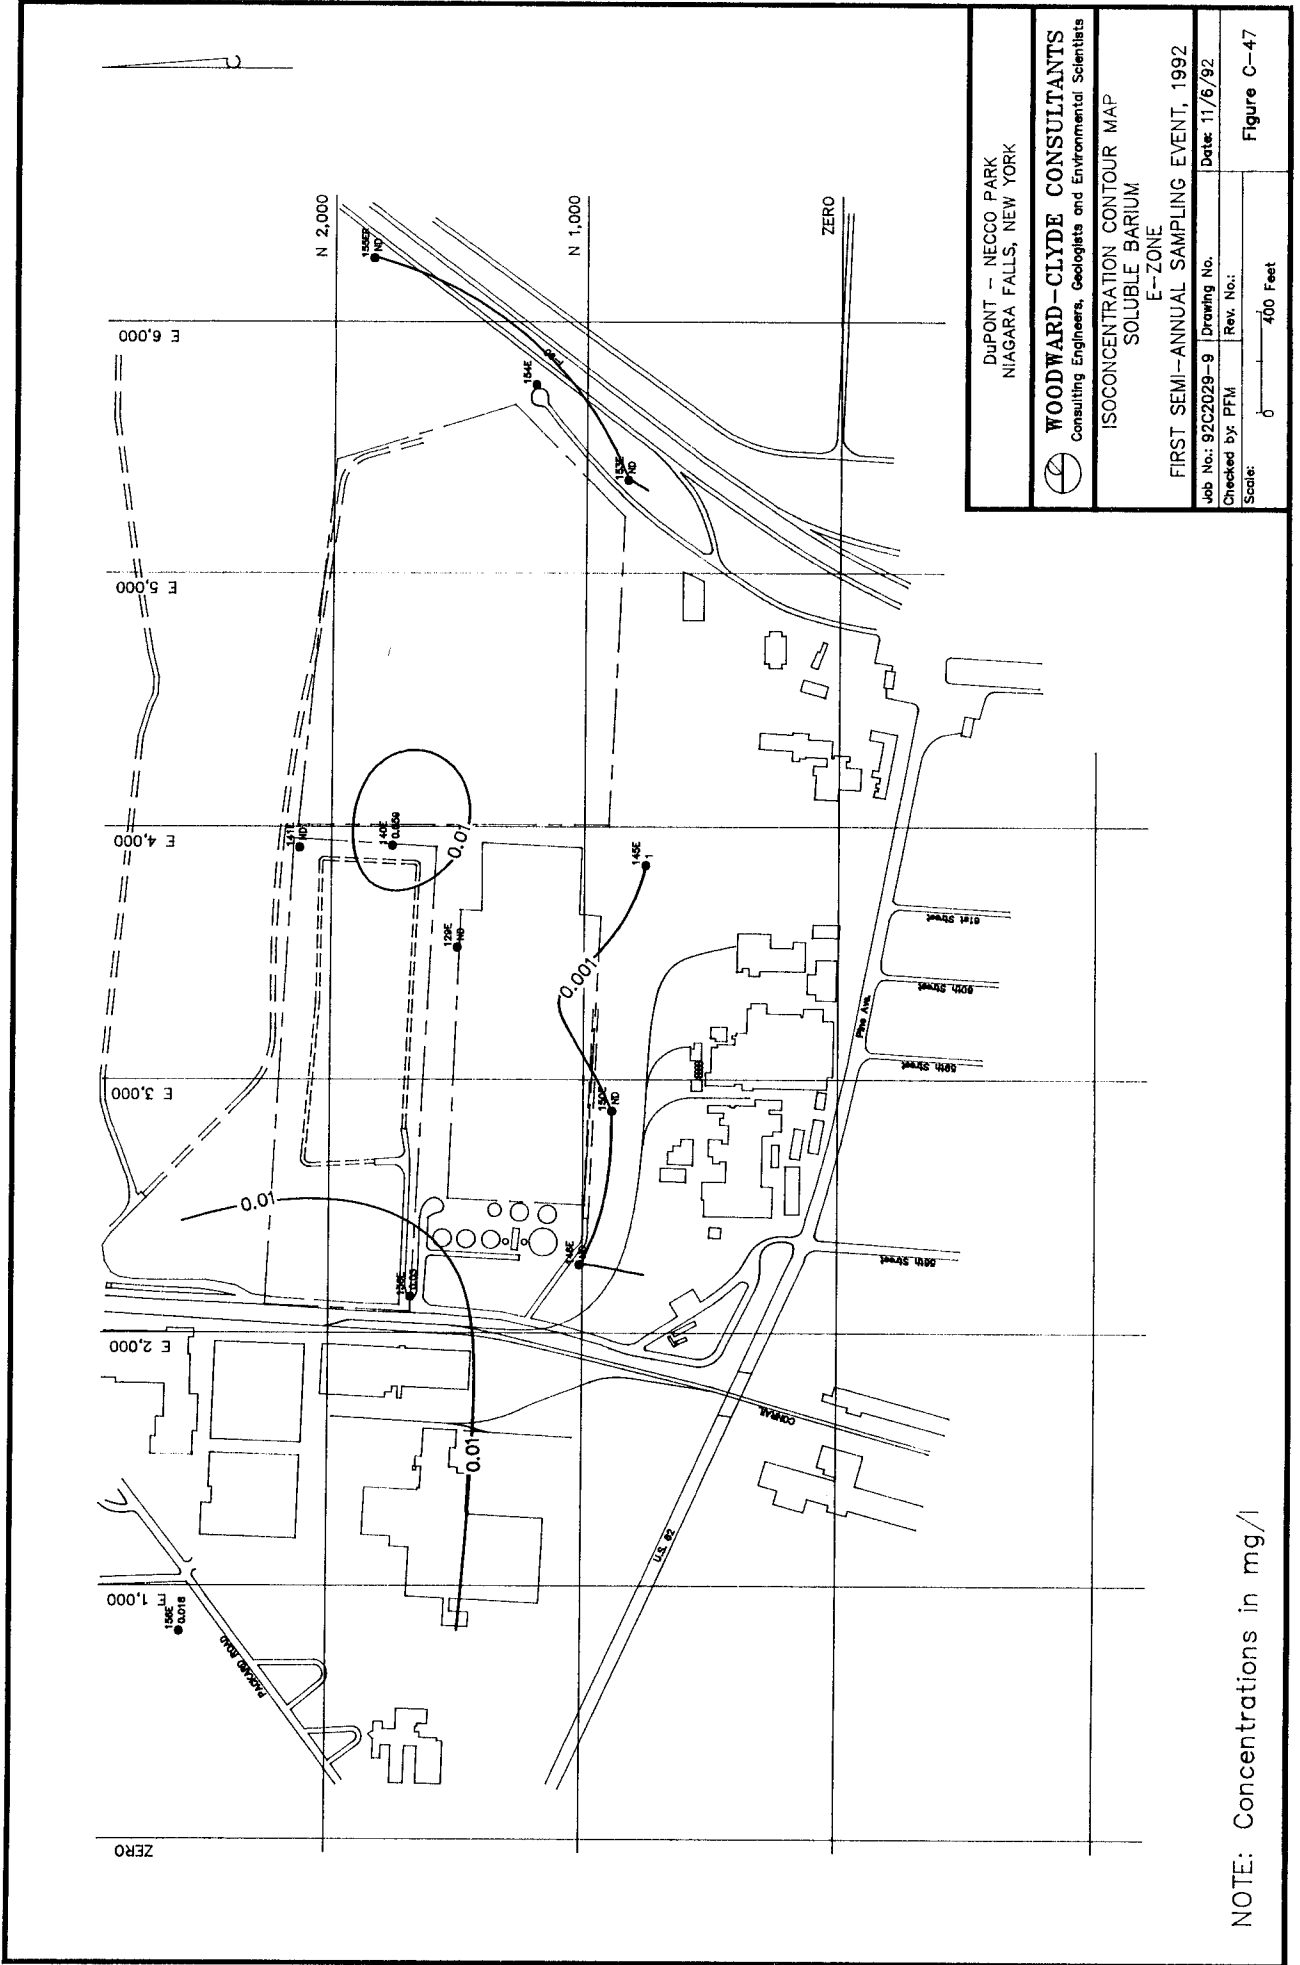 DuPONT - NECCO PARK
NIAGARA FALLS, NEW YORK
WOODWARD-CLYDE CONSULTANTS
Consulting Engineers, Geologists and Environmental Scientists
ISOCONCENTRATION CONTOUR MAP
SOLUBLE BARIUM
E-ZONE
FIRST SEMI-ANNUAL SAMPLING EVENT, 1992
Job No.: 92C2029-9
Drawing No.
Date: 11/6/92
Checked by: PFM
Rev. No.:
Figure C-47
Scale:
0
400 Feet
NOTE: Concentrations in mg/l
ZERO
E 1,000
E 2,000
E 3,000
E 4,000
E 5,000
E 6,000
N 2,000
N 1,000
ZERO
156E
0.018
PACKARD ROAD
0.01
0.01
0.03
146E
ND
150E
ND
0.001
129E
ND
141E
ND
140E
0.059
0.01
145E
1
153E
ND
154E
155ER
ND
U.S. 62
CONRAIL
Pine Ave.
56th Street
59th Street
60th Street
61st Street